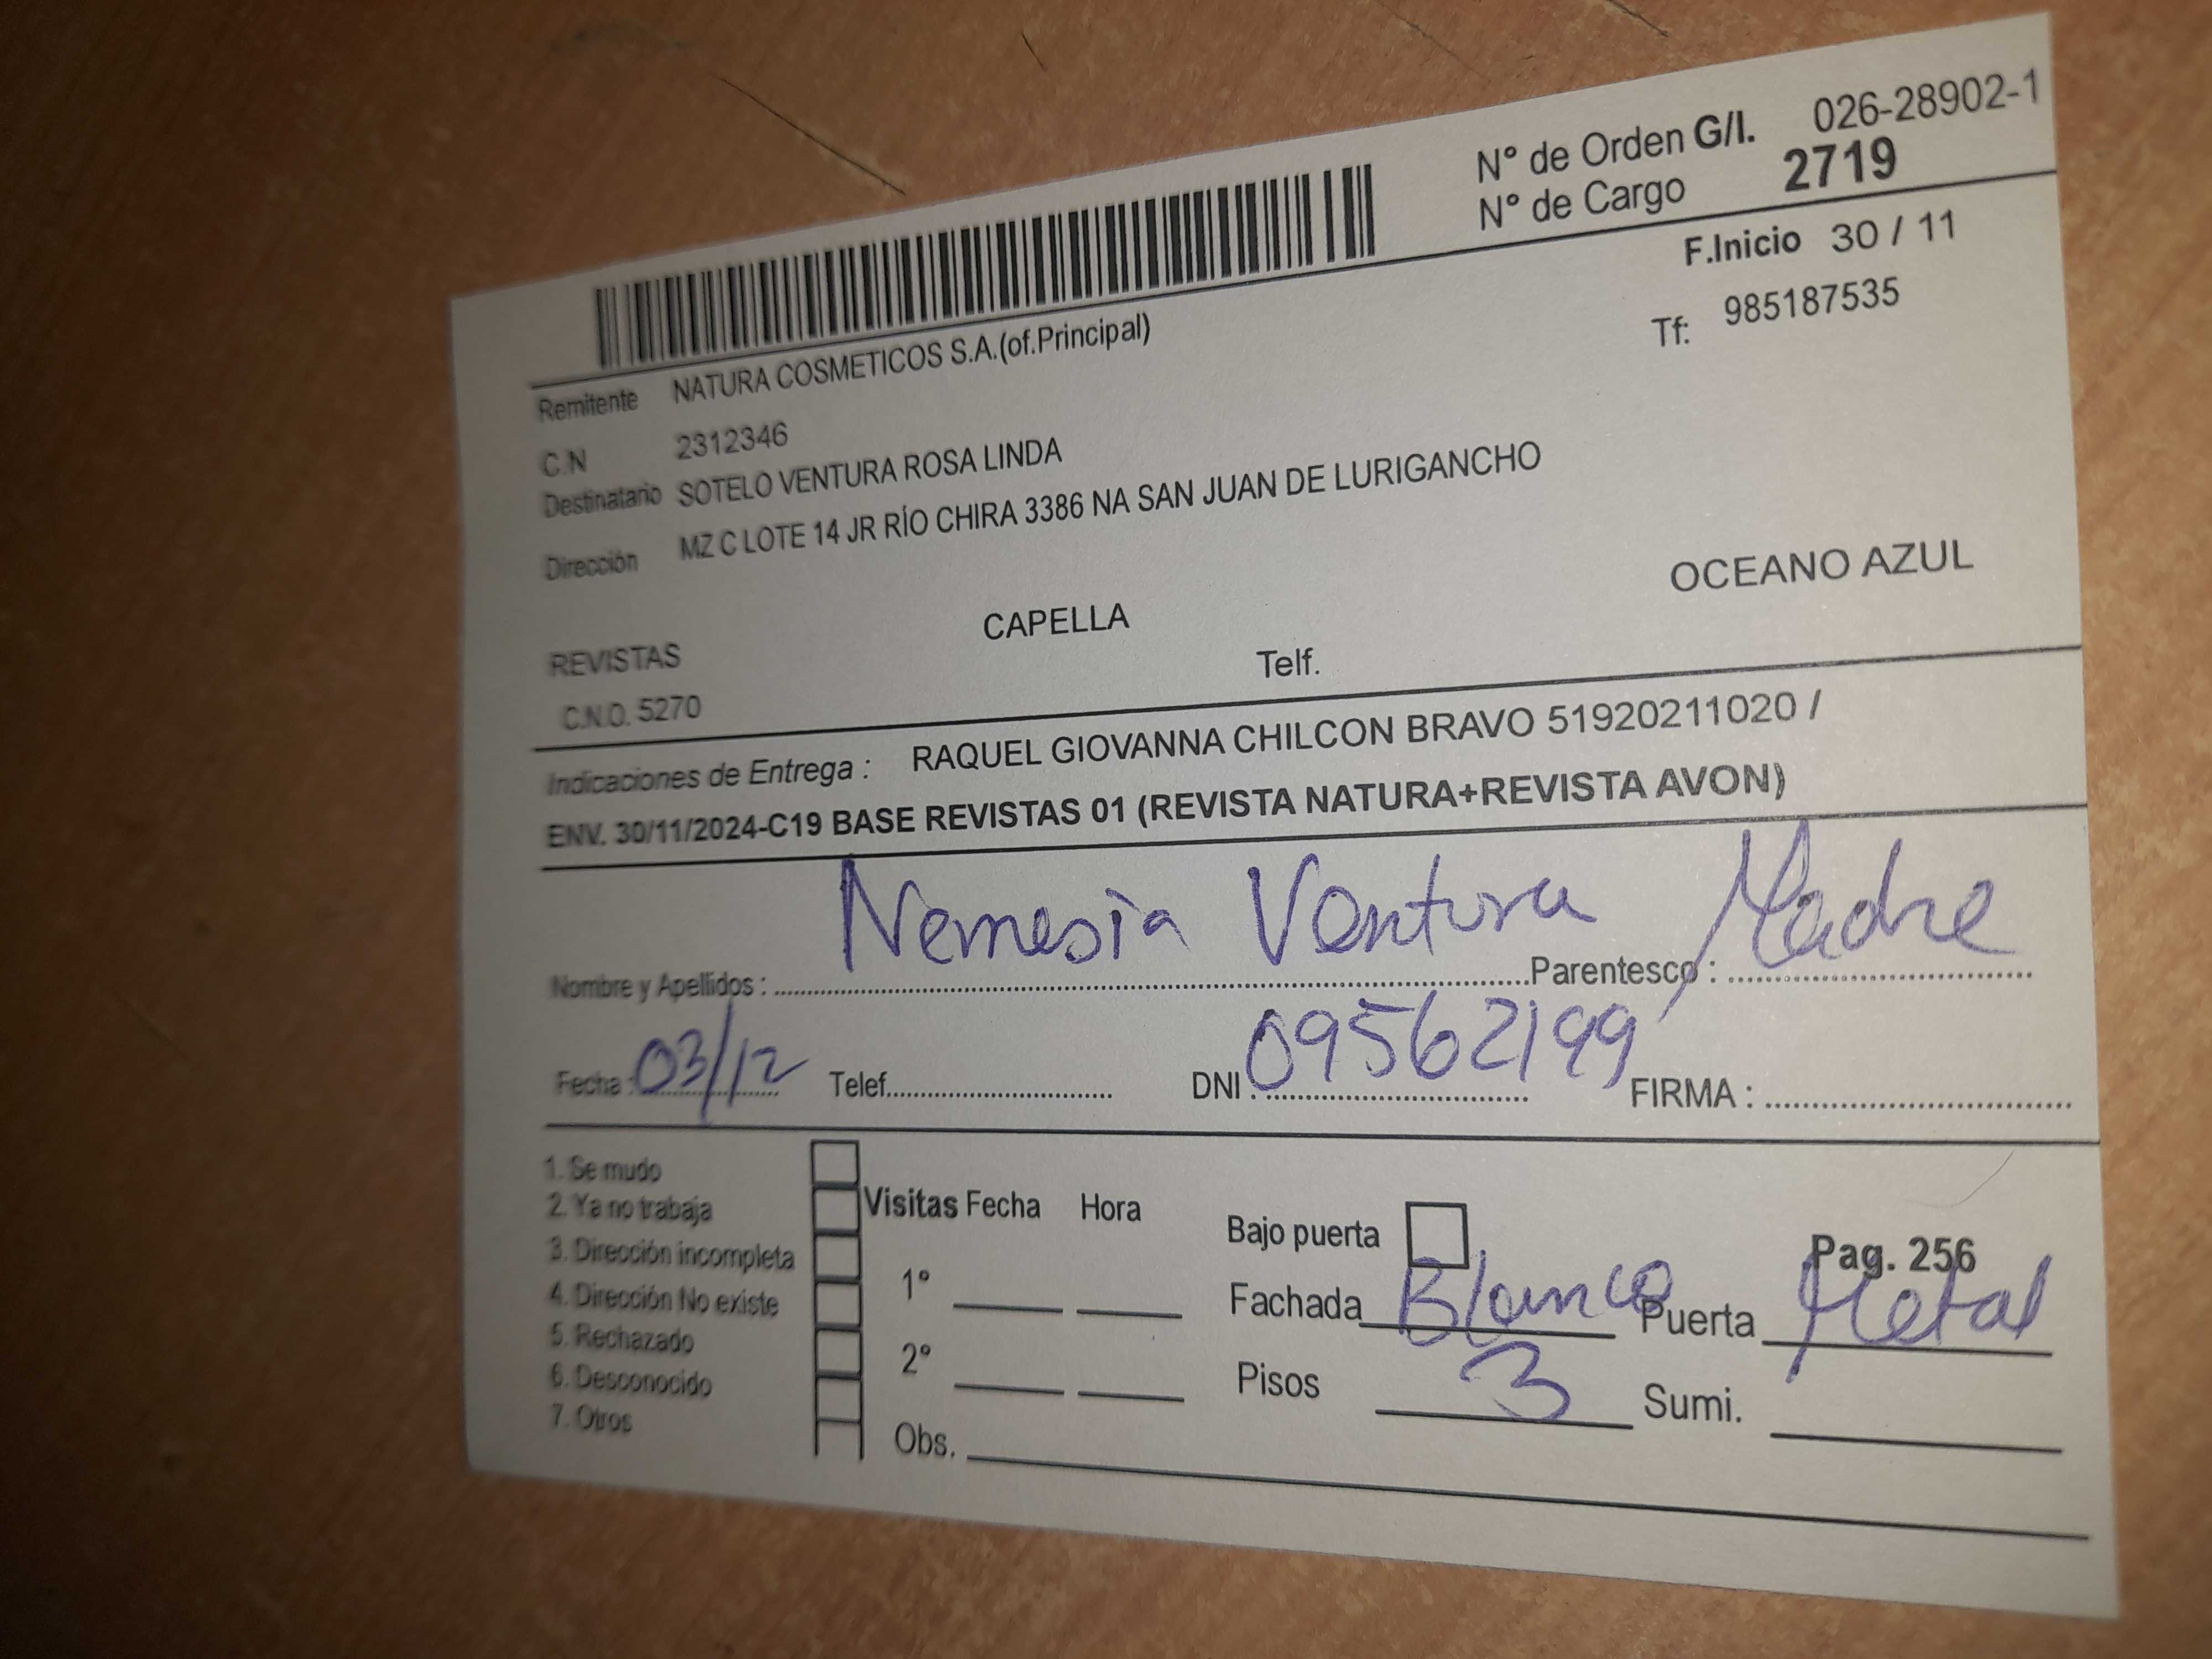 N° de Orden G/I. 026-28902-1
N° de Cargo 2719
F.Inicio 30 / 11
Tf: 985187535
Remitente NATURA COSMETICOS S.A.(of.Principal)
C.N 2312346
Destinatario SOTELO VENTURA ROSA LINDA
Dirección MZ C LOTE 14 JR RÍO CHIRA 3386 NA SAN JUAN DE LURIGANCHO
REVISTAS CAPELLA OCEANO AZUL
C.N.O. 5270 Telf.
Indicaciones de Entrega : RAQUEL GIOVANNA CHILCON BRAVO 51920211020 /
ENV. 30/11/2024-C19 BASE REVISTAS 01 (REVISTA NATURA+REVISTA AVON)
Nombre y Apellidos : Nemesia Ventura Parentesco : Madre
Fecha : 03/12 Telef. DNI : 09562199 FIRMA :
1. Se mudo
2. Ya no trabaja
3. Dirección incompleta
4. Dirección No existe
5. Rechazado
6. Desconocido
7. Otros
Visitas Fecha Hora
1°
2°
Obs.
Bajo puerta Pag. 256
Fachada Blanco Puerta Metal
Pisos 3 Sumi.